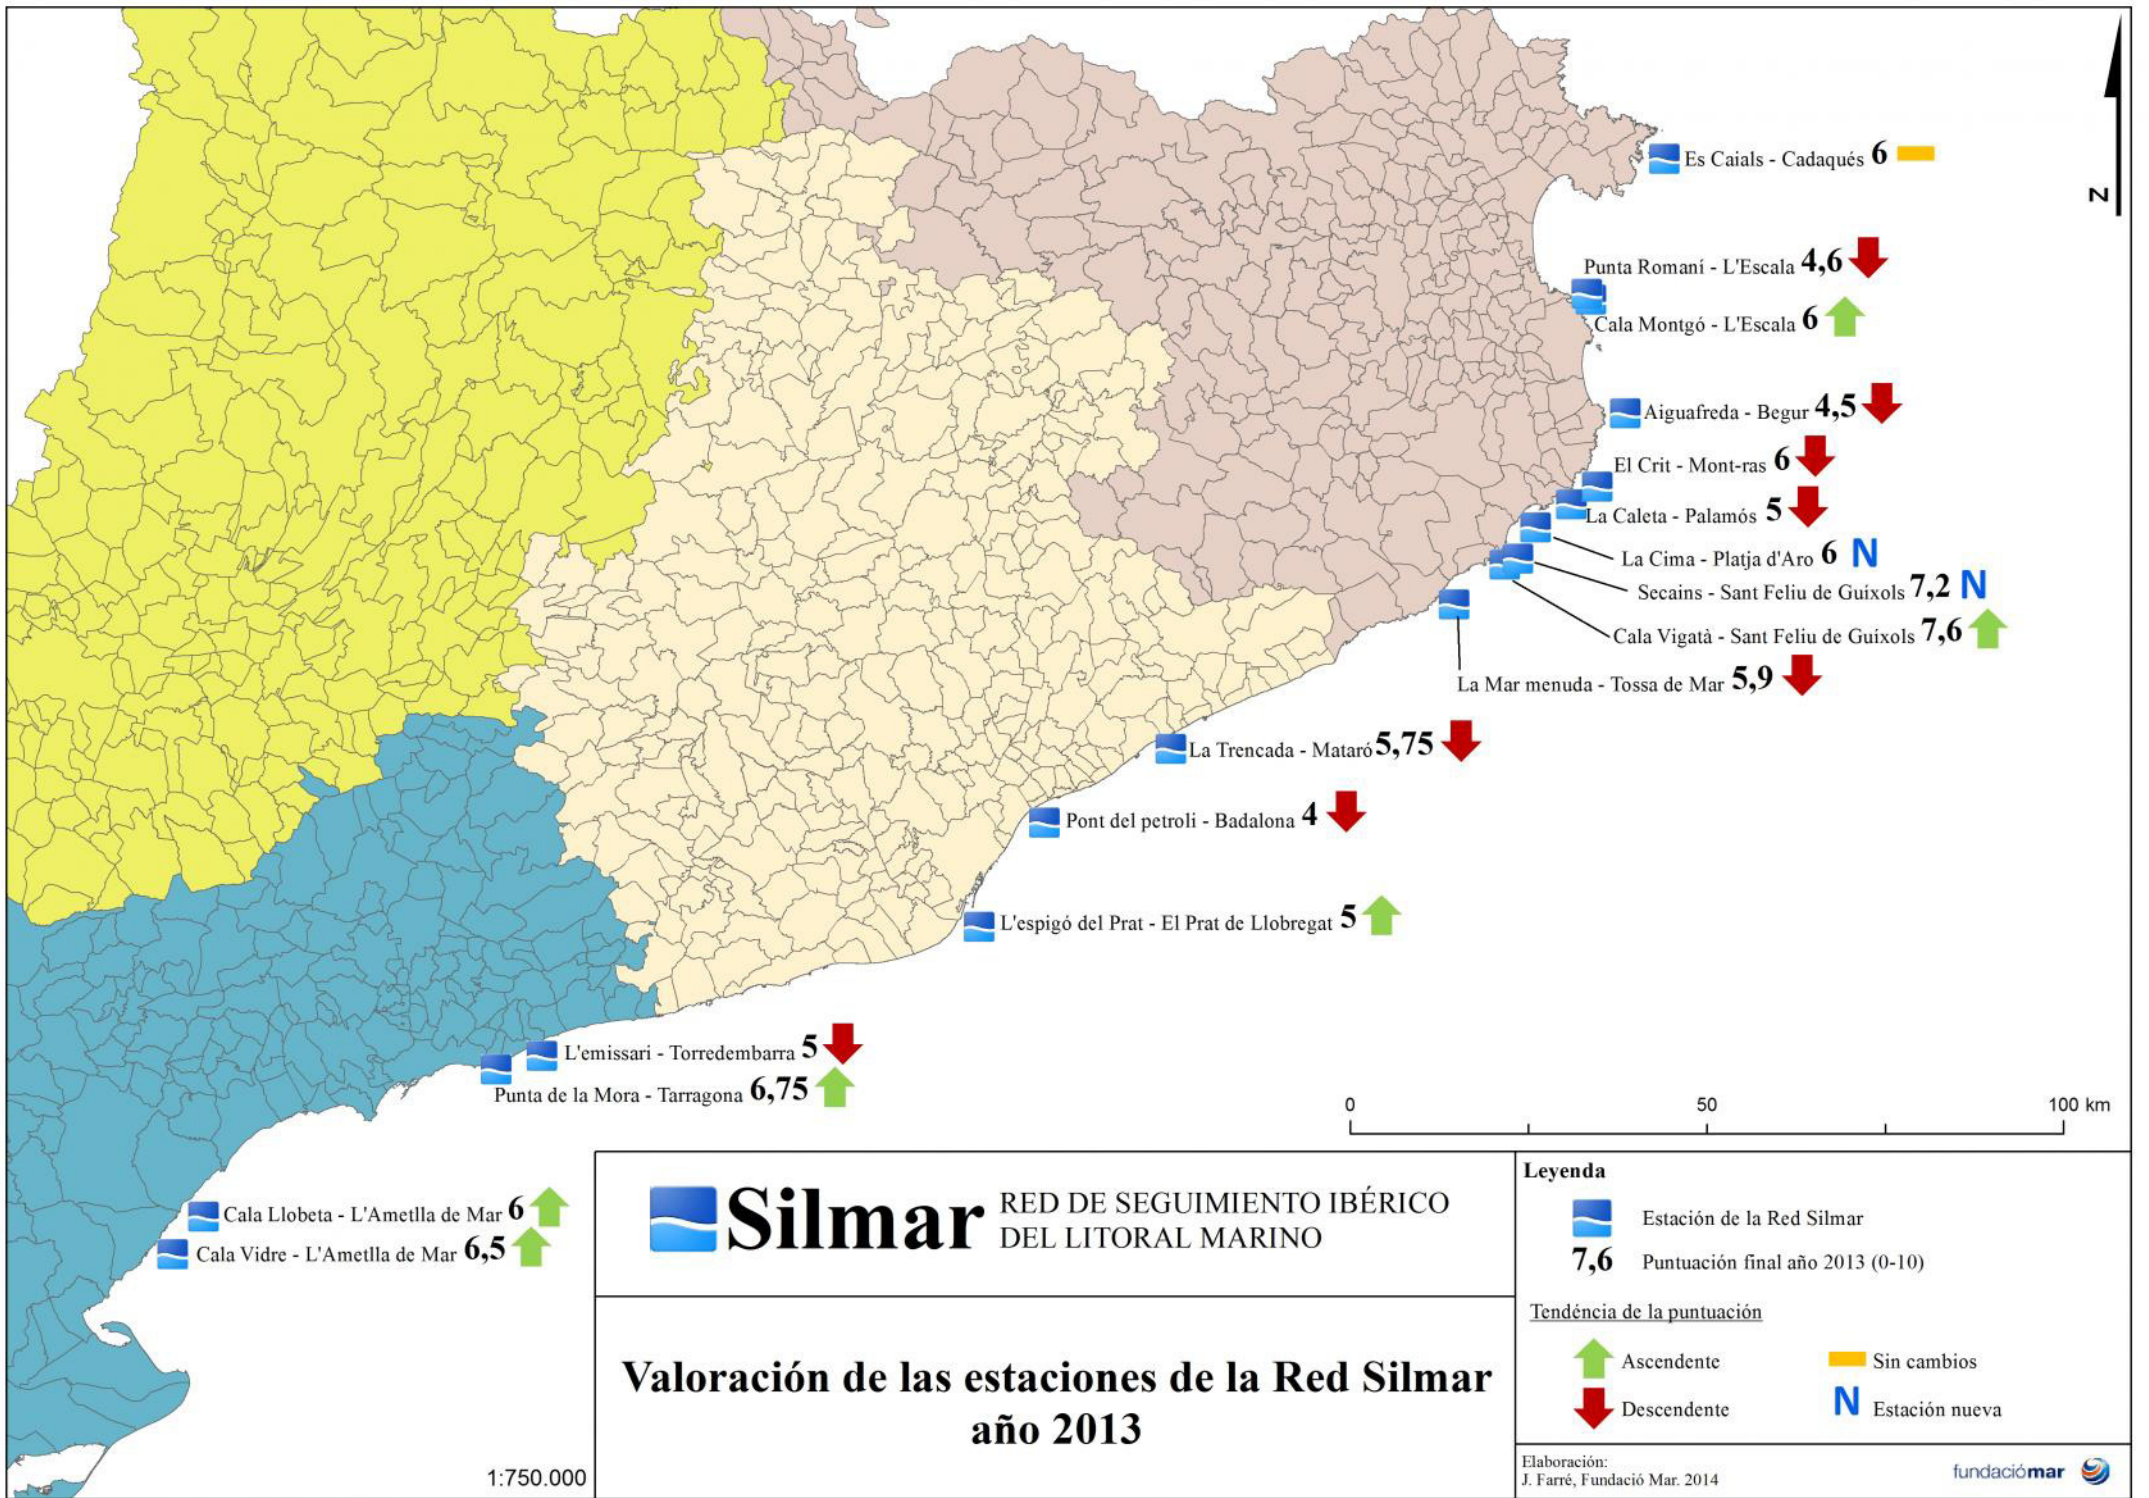 Es Caials - Cadaqués 6
N
Punta Romaní - L'Escala 4,6
Cala Montgó - L'Escala 6
Aiguafreda - Begur 4,5
El Crit - Mont-ras 6
La Caleta - Palamós 5
La Cima - Platja d'Aro 6 N
Secains - Sant Feliu de Guíxols 7,2 N
Cala Vigatà - Sant Feliu de Guíxols 7,6
La Mar menuda - Tossa de Mar 5,9
La Trencada - Mataró 5,75
Pont del petroli - Badalona 4
L'espigó del Prat - El Prat de Llobregat 5
L'emissari - Torredembarra 5
Punta de la Mora - Tarragona 6,75
0 50 100 km
Cala Llobeta - L'Ametlla de Mar 6
Cala Vidre - L'Ametlla de Mar 6,5
1:750.000
Silmar
RED DE SEGUIMIENTO IBÉRICO
DEL LITORAL MARINO
Valoración de las estaciones de la Red Silmar
año 2013
Leyenda
Estación de la Red Silmar
7,6 Puntuación final año 2013 (0-10)
Tendéncia de la puntuación
Ascendente
Sin cambios
Descendente
N Estación nueva
Elaboración:
J. Farré, Fundació Mar. 2014
fundaciómar